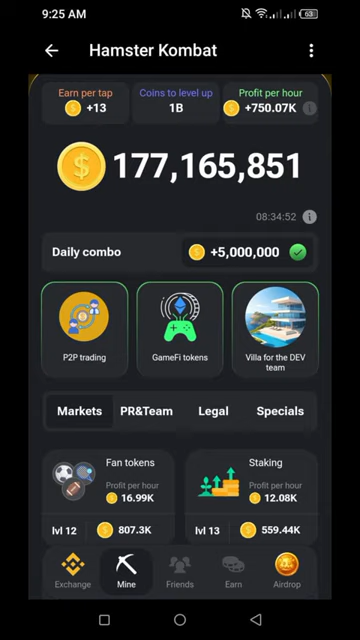 9:25 AM
63
Hamster Kombat
Earn per tap
+13
Coins to level up
1B
Profit per hour
+750.07K
177,165,851
08:34:52
Daily combo
+5,000,000
P2P trading
GameFi tokens
Villa for the DEV
team
Markets
PR&Team
Legal
Specials
Fan tokens
Profit per hour
16.99K
lvl 12
807.3K
Staking
Profit per hour
12.08K
lvl 13
559.44K
Exchange
Mine
Friends
Earn
Airdrop